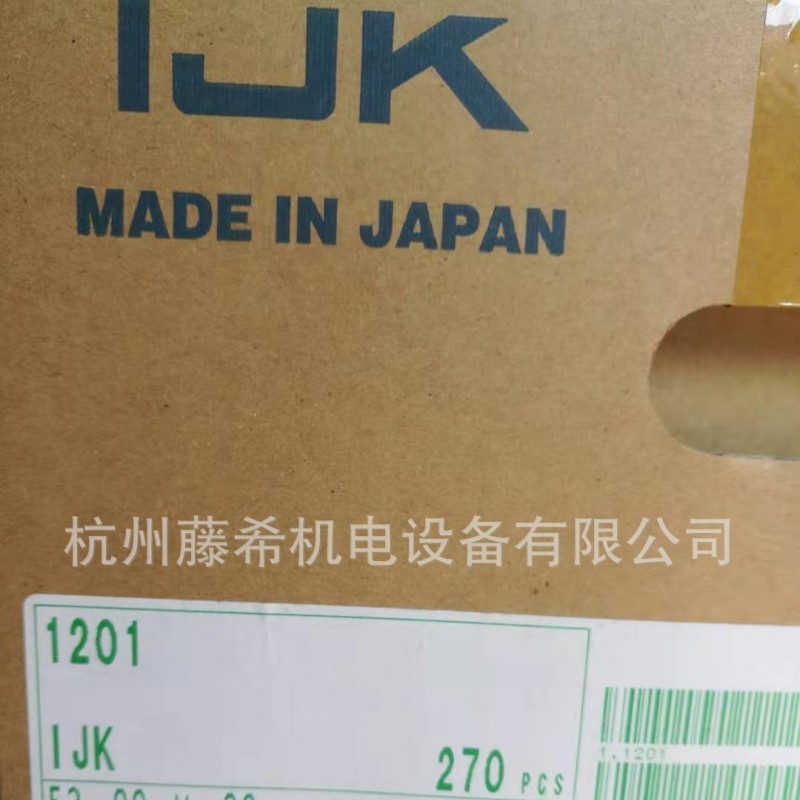 IJK
MADE IN JAPAN
杭州藤希机电设备有限公司
1201
IJK
270 PCS
1.1201